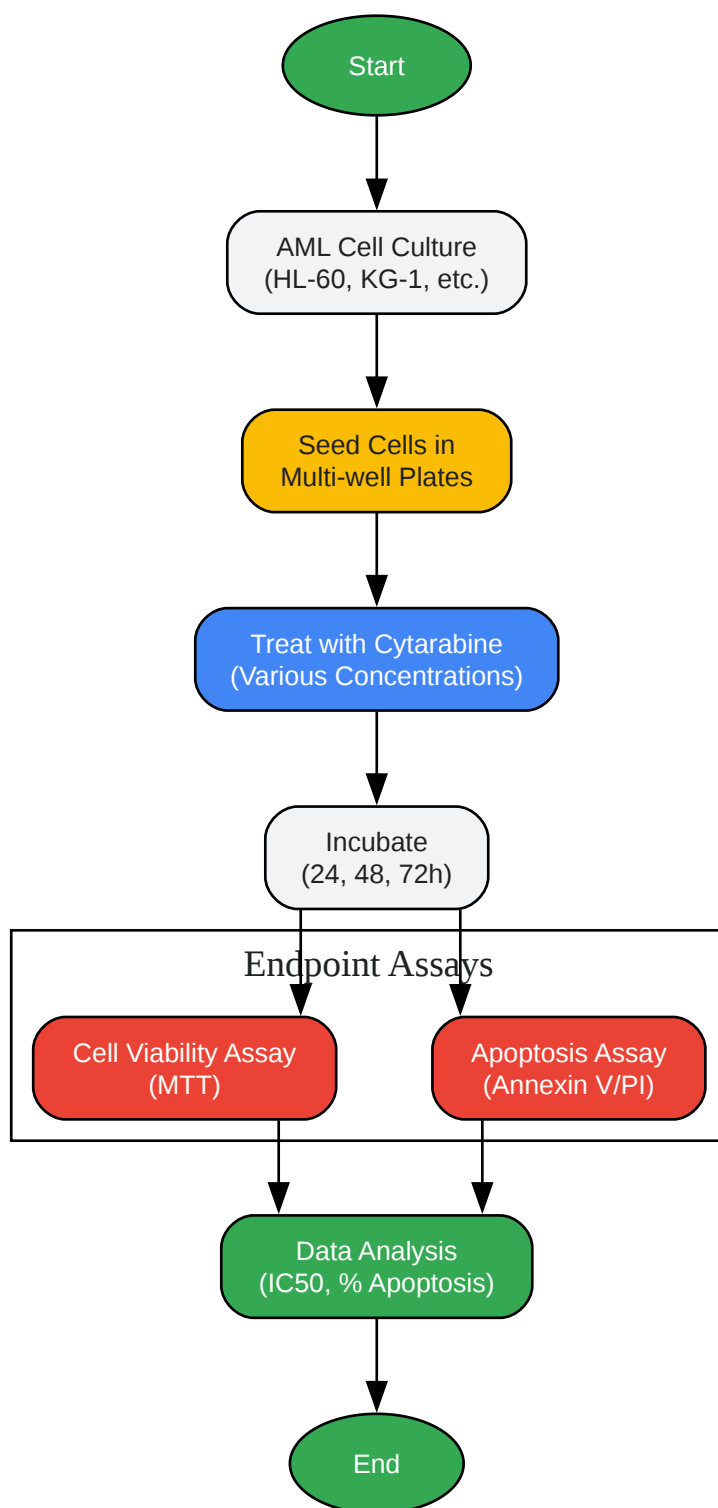 Start
AML Cell Culture
(HL-60, KG-1, etc.)
Seed Cells in
Multi-well Plates
Treat with Cytarabine
(Various Concentrations)
Incubate
(24, 48, 72h)
Endpoint Assays
Cell Viability Assay
(MTT)
Apoptosis Assay
(Annexin V/PI)
Data Analysis
(IC50, % Apoptosis)
End